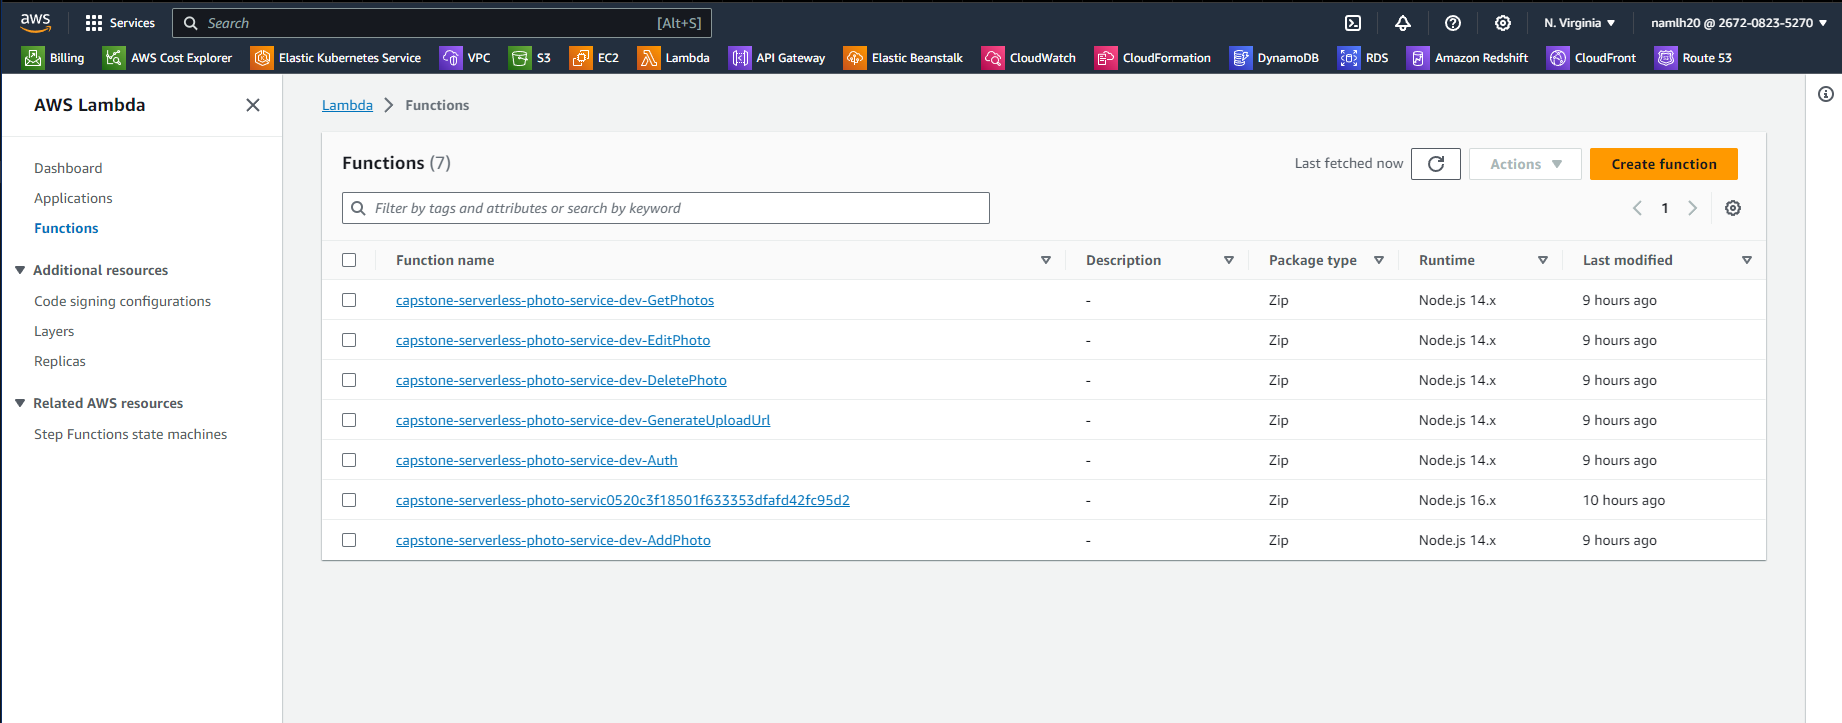 aws Services Search [Alt+S] N. Virginia namlh20 @ 2672-0823-5270
Billing AWS Cost Explorer Elastic Kubernetes Service VPC S3 EC2 Lambda API Gateway Elastic Beanstalk CloudWatch CloudFormation DynamoDB RDS Amazon Redshift CloudFront Route 53
AWS Lambda
Dashboard
Applications
Functions
Additional resources
Code signing configurations
Layers
Replicas
Related AWS resources
Step Functions state machines
Lambda Functions
Functions (7) Last fetched now Actions Create function
Filter by tags and attributes or search by keyword 1
Function name Description Package type Runtime Last modified
capstone-serverless-photo-service-dev-GetPhotos - Zip Node.js 14.x 9 hours ago
capstone-serverless-photo-service-dev-EditPhoto - Zip Node.js 14.x 9 hours ago
capstone-serverless-photo-service-dev-DeletePhoto - Zip Node.js 14.x 9 hours ago
capstone-serverless-photo-service-dev-GenerateUploadUrl - Zip Node.js 14.x 9 hours ago
capstone-serverless-photo-service-dev-Auth - Zip Node.js 14.x 9 hours ago
capstone-serverless-photo-servic0520c3f18501f633353dfafd42fc95d2 - Zip Node.js 16.x 10 hours ago
capstone-serverless-photo-service-dev-AddPhoto - Zip Node.js 14.x 9 hours ago